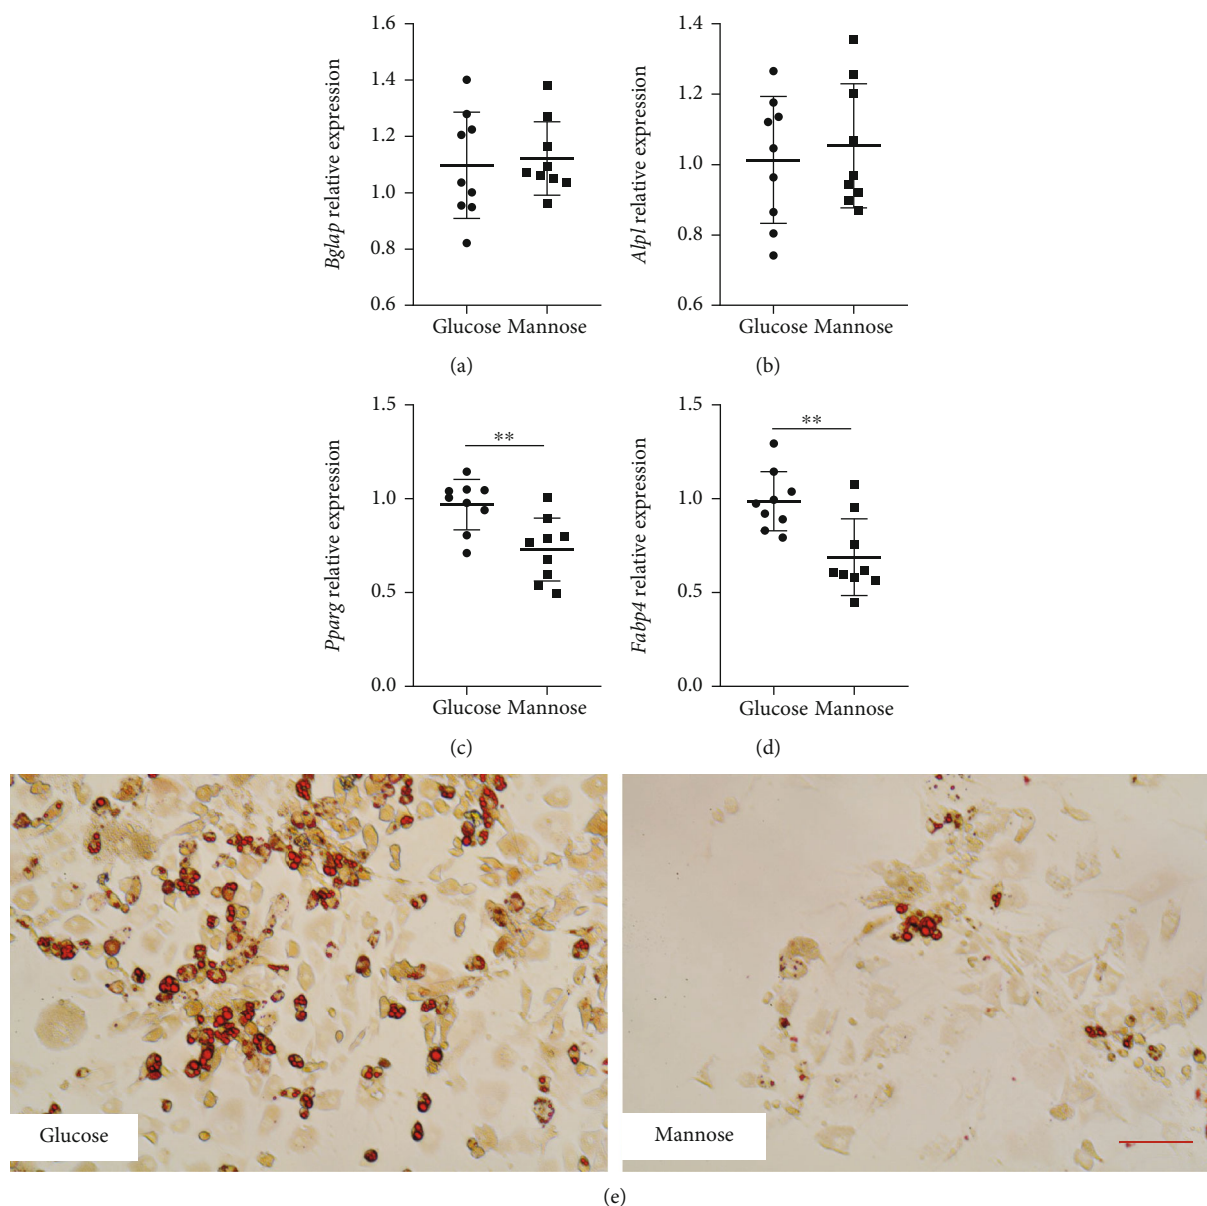 1.6
1.4
1.2
1.0
0.8
0.6
Bglap relative expression
Glucose Mannose
(a)
1.4
1.2
1.0
0.8
0.6
Alpl relative expression
Glucose Mannose
(b)
1.5
1.0
0.5
0.0
Pparg relative expression
**
Glucose Mannose
(c)
1.5
1.0
0.5
0.0
Fabp4 relative expression
**
Glucose Mannose
(d)
Glucose
Mannose
(e)